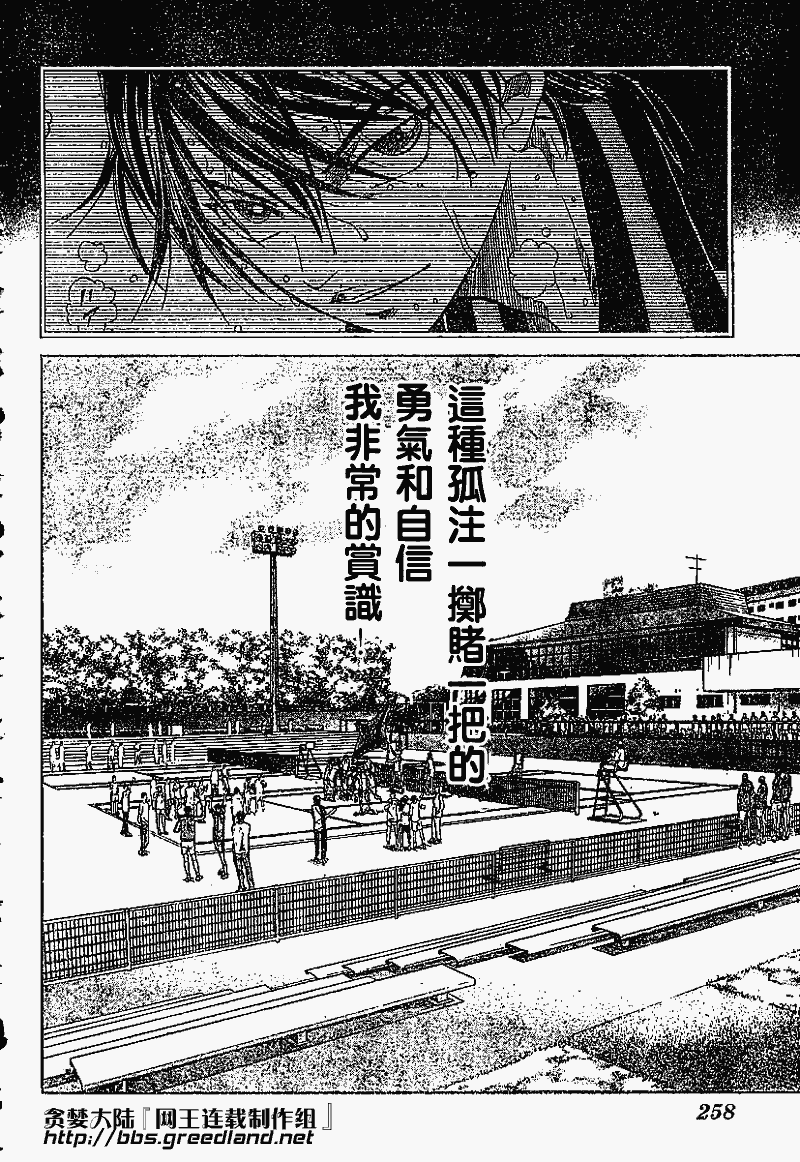 這種孤注一擲賭一把的
勇氣和自信
我非常的賞識！
贪婪大陆『网王连载制作组』
http://bbs.greedland.net
258